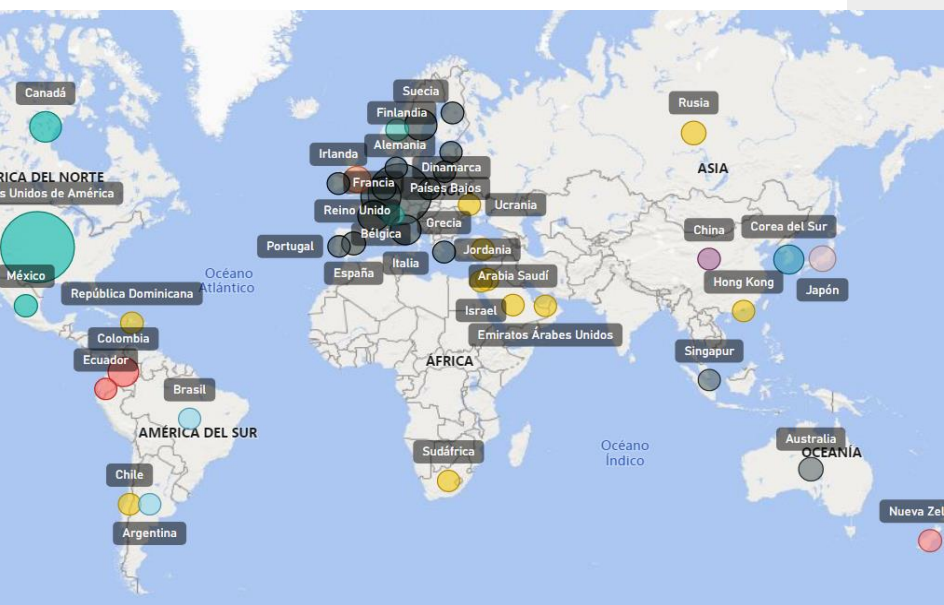 Canadá
Suecia
Finlandia
Rusia
Alemania
Irlanda
Dinamarca
ASIA
RICA DEL NORTE
Francia
Países Bajos
s Unidos de América
Ucrania
Reino Unido
Grecia
China
Corea del Sur
Bélgica
Portugal
Jordania
España
Italia
México
Océano
Atlántico
Arabia Saudí
Hong Kong
Japón
República Dominicana
Israel
Colombia
Emiratos Árabes Unidos
Ecuador
ÁFRICA
Singapur
Brasil
AMÉRICA DEL SUR
Océano
Índico
Australia
OCEANÍA
Sudáfrica
Chile
Nueva Zel
Argentina